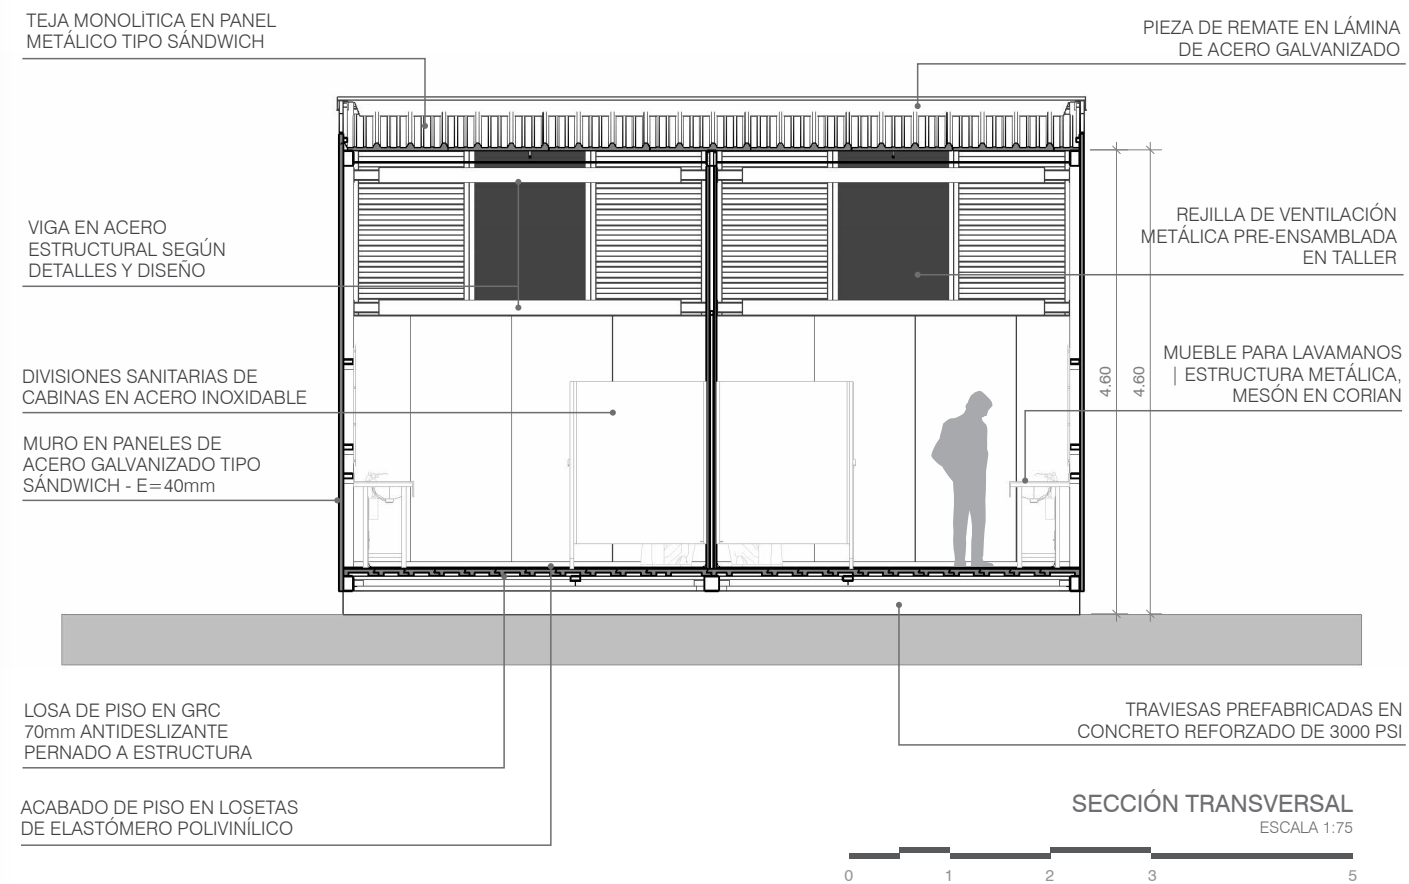 TEJA MONOLÍTICA EN PANEL
METÁLICO TIPO SÁNDWICH
PIEZA DE REMATE EN LÁMINA
DE ACERO GALVANIZADO
VIGA EN ACERO
ESTRUCTURAL SEGÚN
DETALLES Y DISEÑO
REJILLA DE VENTILACIÓN
METÁLICA PRE-ENSAMBLADA
EN TALLER
DIVISIONES SANITARIAS DE
CABINAS EN ACERO INOXIDABLE
MUEBLE PARA LAVAMANOS
| ESTRUCTURA METÁLICA,
MESÓN EN CORIAN
4.60
4.60
MURO EN PANELES DE
ACERO GALVANIZADO TIPO
SÁNDWICH - E=40mm
LOSA DE PISO EN GRC
70mm ANTIDESLIZANTE
PERNADO A ESTRUCTURA
TRAVIESAS PREFABRICADAS EN
CONCRETO REFORZADO DE 3000 PSI
ACABADO DE PISO EN LOSETAS
DE ELASTÓMERO POLIVINÍLICO
SECCIÓN TRANSVERSAL
ESCALA 1:75
0 1 2 3 5